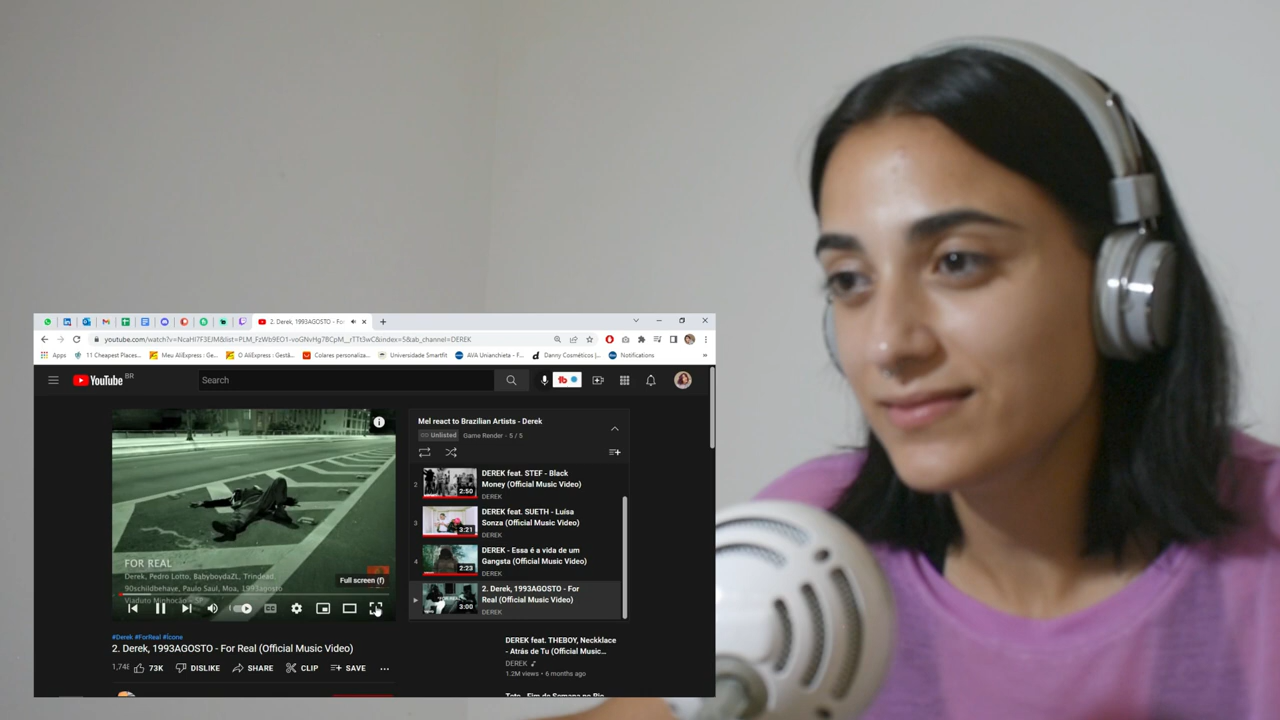 2. Derek, 1993AGOSTO - For
youtube.com/watch?v=NcaHI7F3EJM&list=PLM_FzWb9EO1-voGNvHg7BCpM__rTTt3wC&index=5&ab_channel=DEREK
Apps 11 Cheapest Places... Meu AliExpress : Ge... O AliExpress : Gestã... Colares personaliza... Universidade Smartfit AVA Unianchieta - F... Danny Cosméticos |... Notifications »
YouTube BR
Search
FOR REAL
Derek, Pedro Lotto, BabyboydaZL, Trindead,
90schildbehave, Paulo Saul, Moa, 1993agosto
Viaduto Minhocão - SP
Full screen (f)
#Derek #ForReal #Ícone
2. Derek, 1993AGOSTO - For Real (Official Music Video)
73K DISLIKE SHARE CLIP SAVE ...
Mel react to Brazilian Artists - Derek
Unlisted Game Render - 5 / 5
2
2:50
DEREK feat. STEF - Black
Money (Official Music Video)
DEREK
3
3:21
DEREK feat. SUETH - Luísa
Sonza (Official Music Video)
DEREK
4
2:23
DEREK - Essa é a vida de um
Gangsta (Official Music Video)
DEREK
3:00
2. Derek, 1993AGOSTO - For
Real (Official Music Video)
DEREK
DEREK feat. THEBOY, Neckklace
- Atrás de Tu (Official Music...
DEREK
1.2M views • 6 months ago